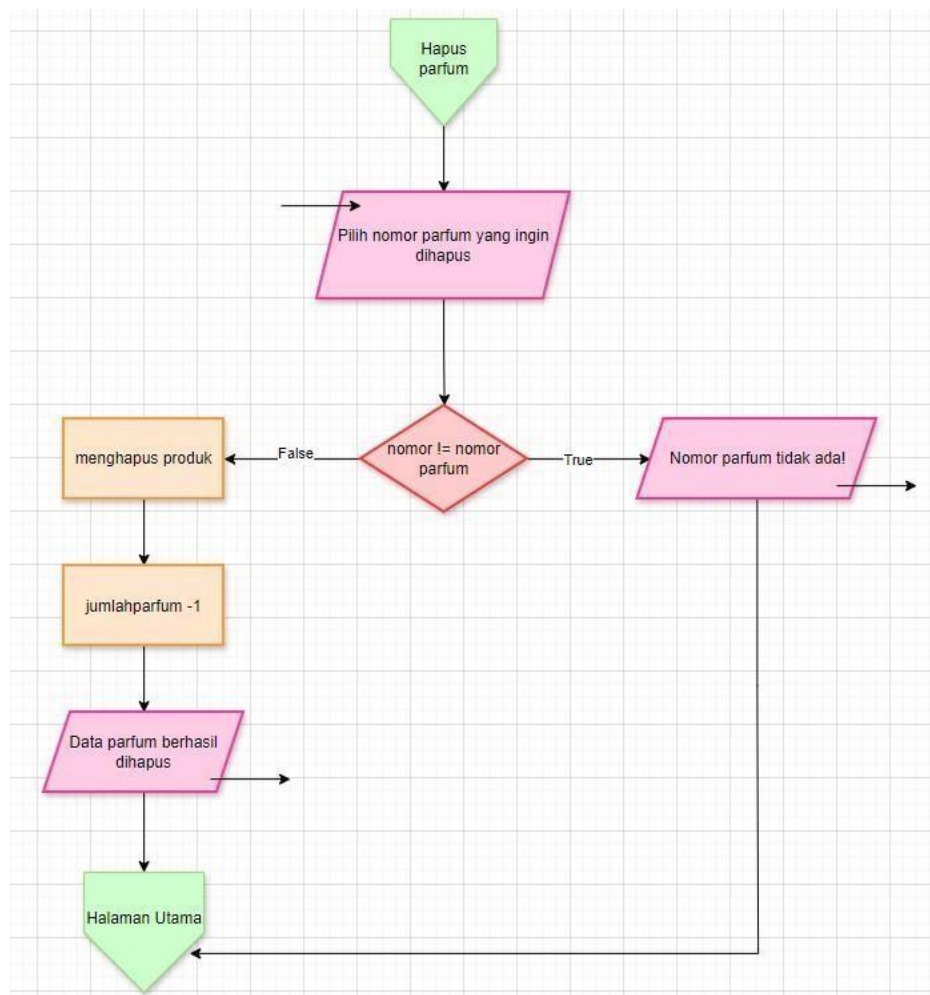 Hapus
parfum
Pilih nomor parfum yang ingin
dihapus
nomor != nomor
parfum
False
True
menghapus produk
Nomor parfum tidak ada!
jumlahparfum -1
Data parfum berhasil
dihapus
Halaman Utama